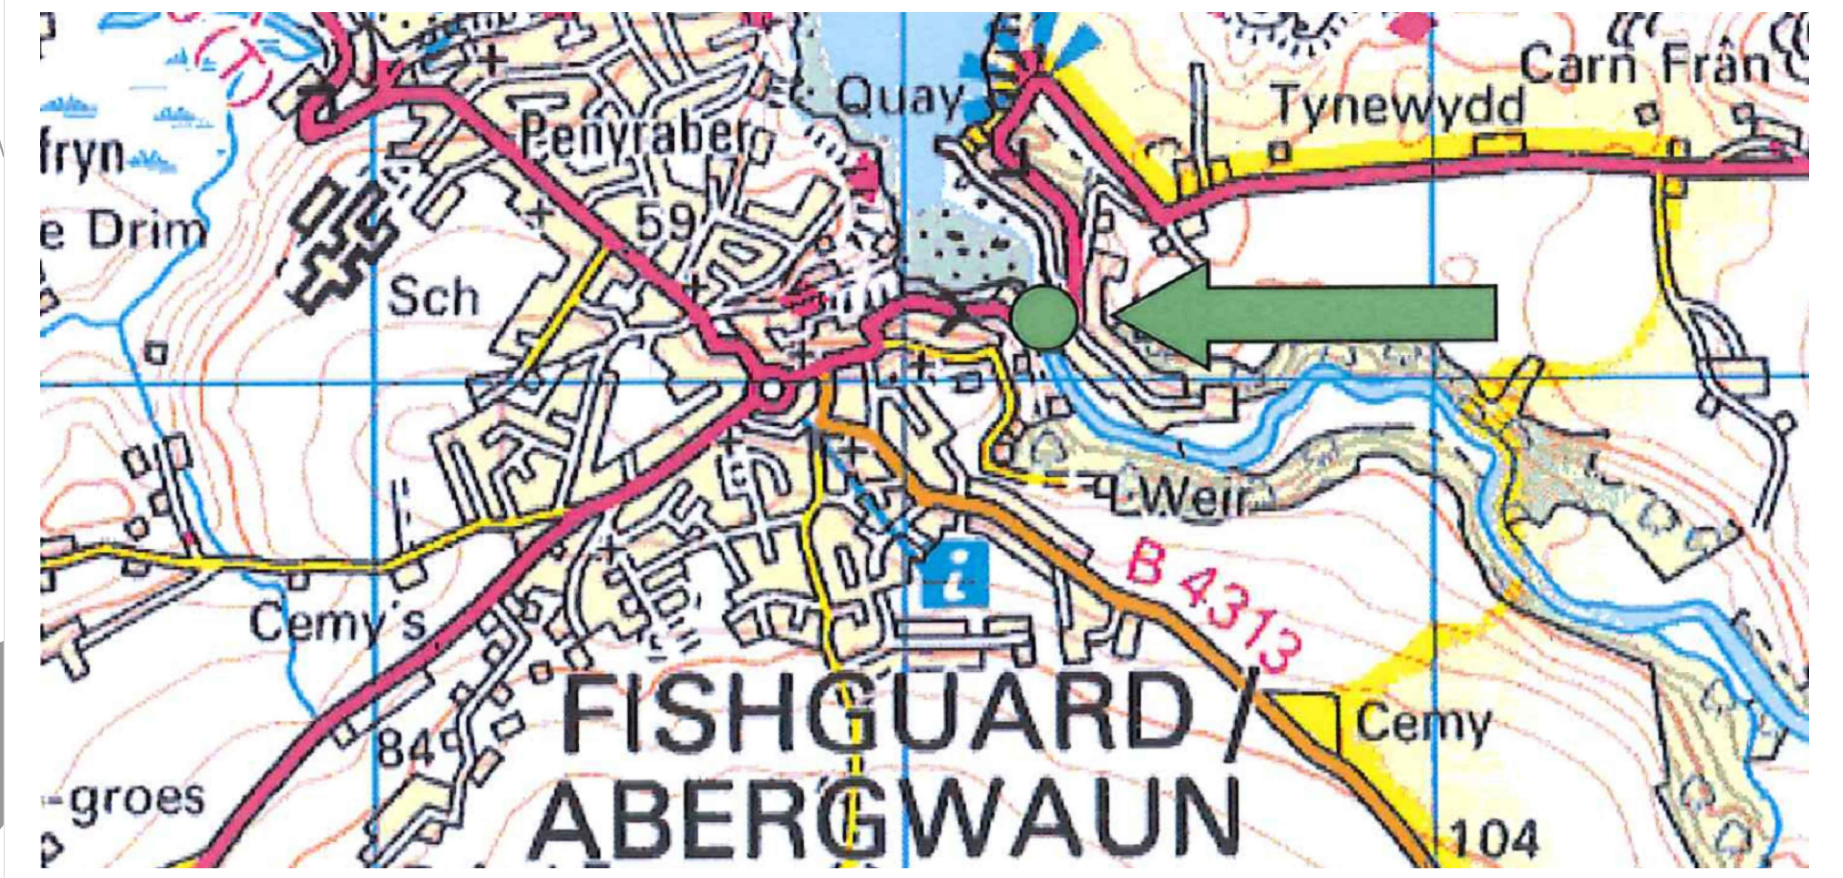 Carn Frân
Quay
Tynewydd
Penyraber
fryn
59
e Drim
Sch
Weir
i
B 4313
Cemy's
FISHGUARD /
Cemy
84
-groes
ABERGWAUN
104